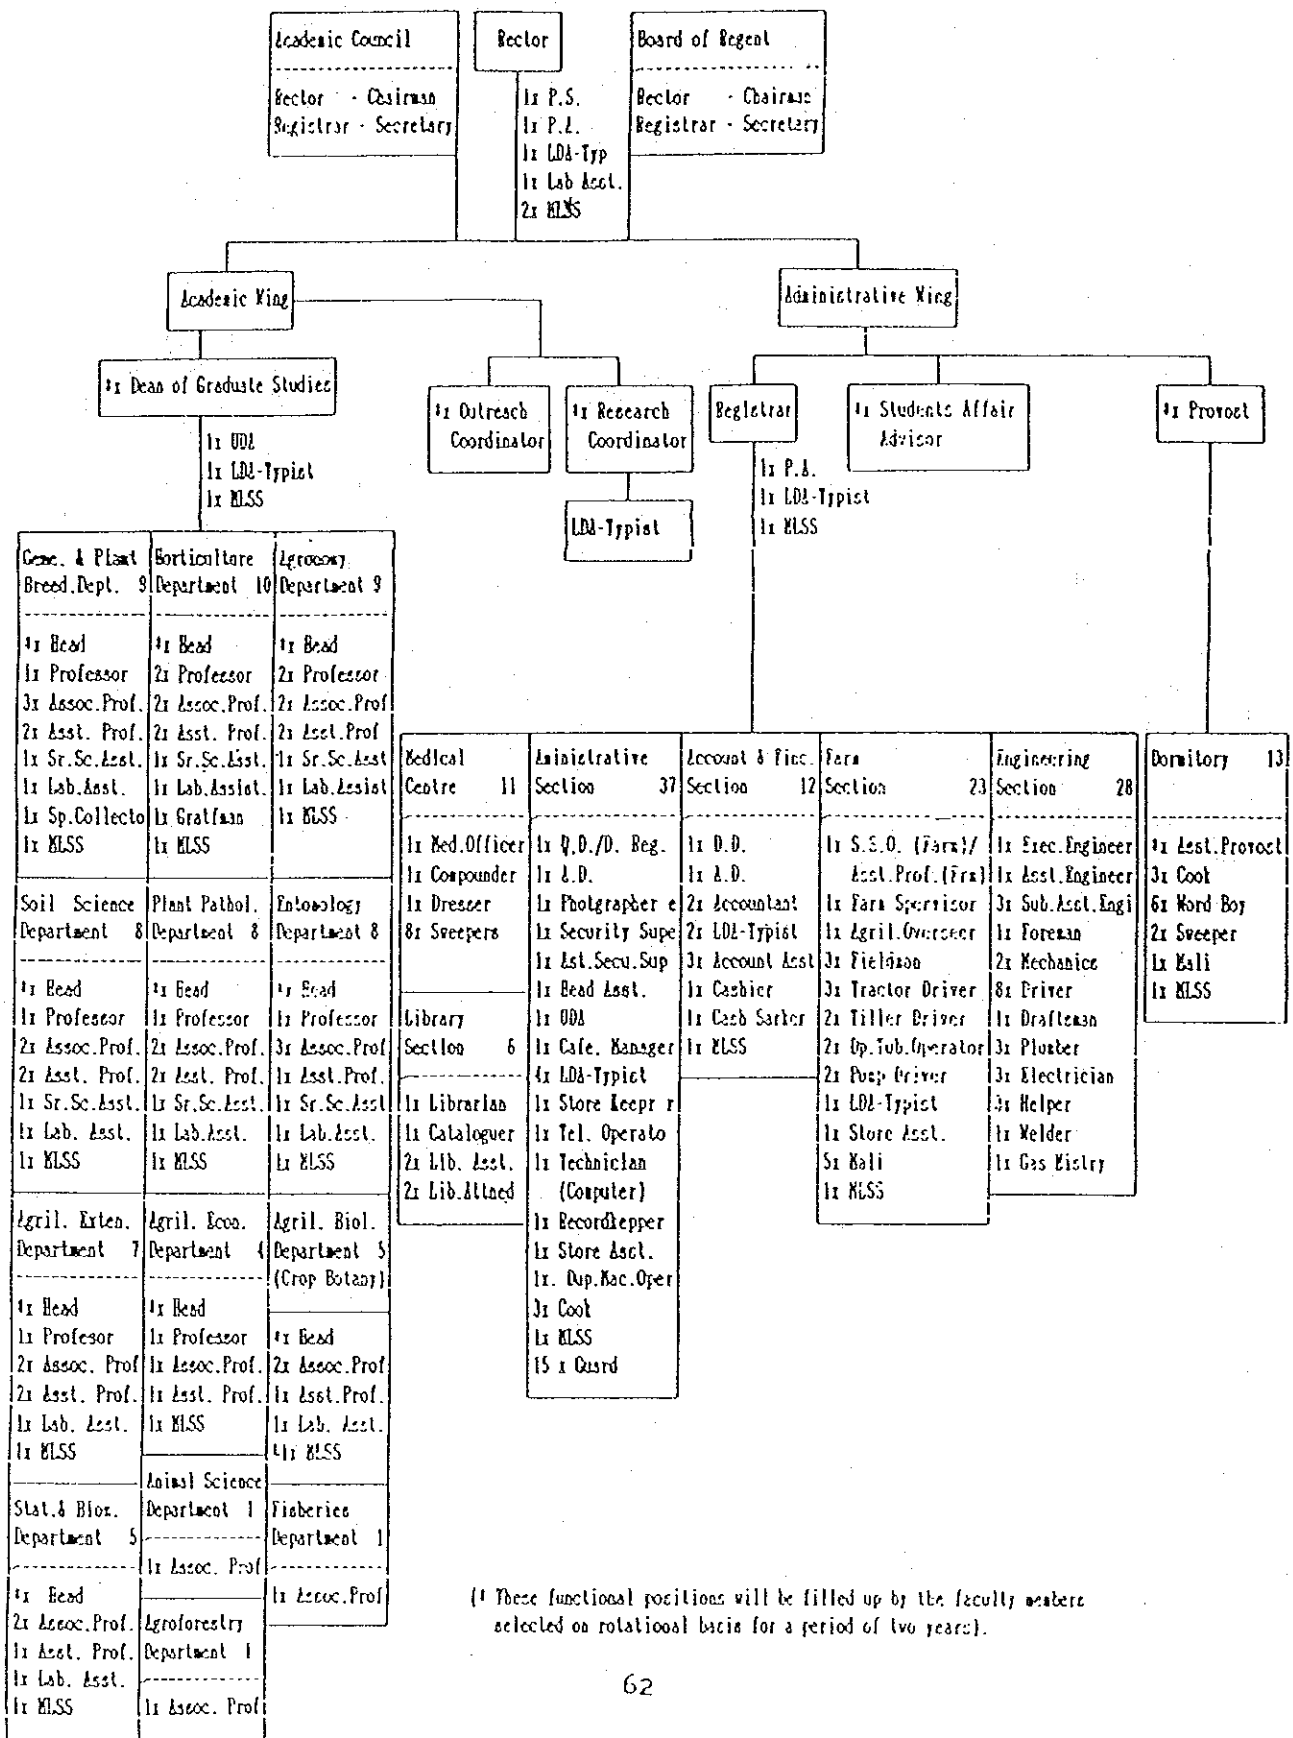 Academic Council
Rector - Chairman
Registrar - Secretary
Rector
1x P.S.
1x P.A.
1x LDA-Typ
1x Lab Asst.
2x MLSS
Board of Regent
Rector - Chairman
Registrar - Secretary
Academic Wing
Administrative Wing
*x Dean of Graduate Studies
1x UDA
1x LDA-Typist
1x MLSS
*x Outreach
Coordinator
*x Research
Coordinator
LDA-Typist
Registrar
1x P.A.
1x LDA-Typist
1x MLSS
*x Students Affair
Advisor
*x Provost
Gene. & Plant
Breed.Dept. 9
*x Head
1x Professor
3x Assoc.Prof.
2x Asst. Prof.
1x Sr.Sc.Asst.
1x Lab.Asst.
1x Sp.Collecto
1x MLSS
Horticulture
Department 10
*x Head
2x Professor
2x Assoc.Prof.
2x Asst. Prof.
1x Sr.Sc.Asst.
1x Lab.Assist.
1x Grafman
1x MLSS
Agronomy
Department 9
*x Head
2x Professor
2x Assoc.Prof
2x Asst.Prof
1x Sr.Sc.Asst
1x Lab.Assist
1x MLSS
Soil Science
Department 8
*x Head
1x Professor
2x Assoc.Prof.
2x Asst. Prof.
1x Sr.Sc.Asst.
1x Lab. Asst.
1x MLSS
Plant Pathol.
Department 8
*x Head
1x Professor
2x Assoc.Prof.
2x Asst. Prof.
1x Sr.Sc.Asst.
1x Lab.Asst.
1x MLSS
Entomology
Department 8
*x Head
1x Professor
3x Assoc.Prof
1x Asst.Prof.
1x Sr.Sc.Asst
1x Lab.Asst.
1x MLSS
Agril. Exten.
Department 7
*x Head
1x Profesor
2x Assoc. Prof
2x Asst. Prof.
1x Lab. Asst.
1x MLSS
Agril. Econ.
Department 4
*x Head
1x Professor
1x Assoc.Prof.
1x Asst. Prof.
1x MLSS
Agril. Biol.
Department 5
(Crop Botany)
*x Head
2x Assoc.Prof
1x Asst.Prof.
1x Lab. Asst.
1x MLSS
Stat.& Biom.
Department 5
*x Head
2x Assoc.Prof.
1x Asst. Prof.
1x Lab. Asst.
1x MLSS
Animal Science
Department 1
1x Assoc. Prof
Agroforestry
Department 1
1x Assoc. Prof
Fisheries
Department 1
1x Assoc.Prof
Medical
Centre 11
1x Med.Officer
1x Compounder
1x Dresser
8x Sweepers
Library
Section 6
1x Librarian
1x Cataloguer
2x Lib. Asst.
2x Lib.Attned
Aministrative
Section 37
1x Q.D./D. Reg.
1x A.D.
1x Photgrapher e
1x Security Supe
1x Ast.Secu.Sup
1x Head Asst.
1x UDA
1x Cafe. Manager
4x LDA-Typist
1x Store Keepr r
1x Tel. Operato
1x Technician
(Computer)
1x Recordkepper
1x Store Asst.
1x. Dup.Mac.Oper
3x Cook
1x MLSS
15 x Guard
Account & Finc.
Section 12
1x D.D.
1x A.D.
2x Accountant
2x LDA-Typist
3x Account Asst
1x Cashier
1x Cash Sarker
1x MLSS
Farm
Section 23
1x S.E.O. (Farm)/
Asst.Prof.(Frm)
1x Farm Spervisor
1x Agril.Overseer
3x Fieldman
3x Tractor Driver
2x Tiller Driver
2x Op.Tub.Operator
2x Pump Driver
1x LDA-Typist
1x Store Asst.
5x Mali
1x MLSS
Engineering
Section 28
1x Exec.Engineer
1x Asst.Engineer
3x Sub.Asst.Engi
1x Foreman
2x Mechanics
8x Driver
1x Draftsman
3x Plumber
3x Electrician
3x Helper
1x Welder
1x Gas Mistry
Dormitory 13
*x Asst.Provost
3x Cook
6x Word Boy
2x Sweeper
1x Mali
1x MLSS
(* These functional positions will be filled up by the faculty members
selected on rotational basis for a period of two years).
62